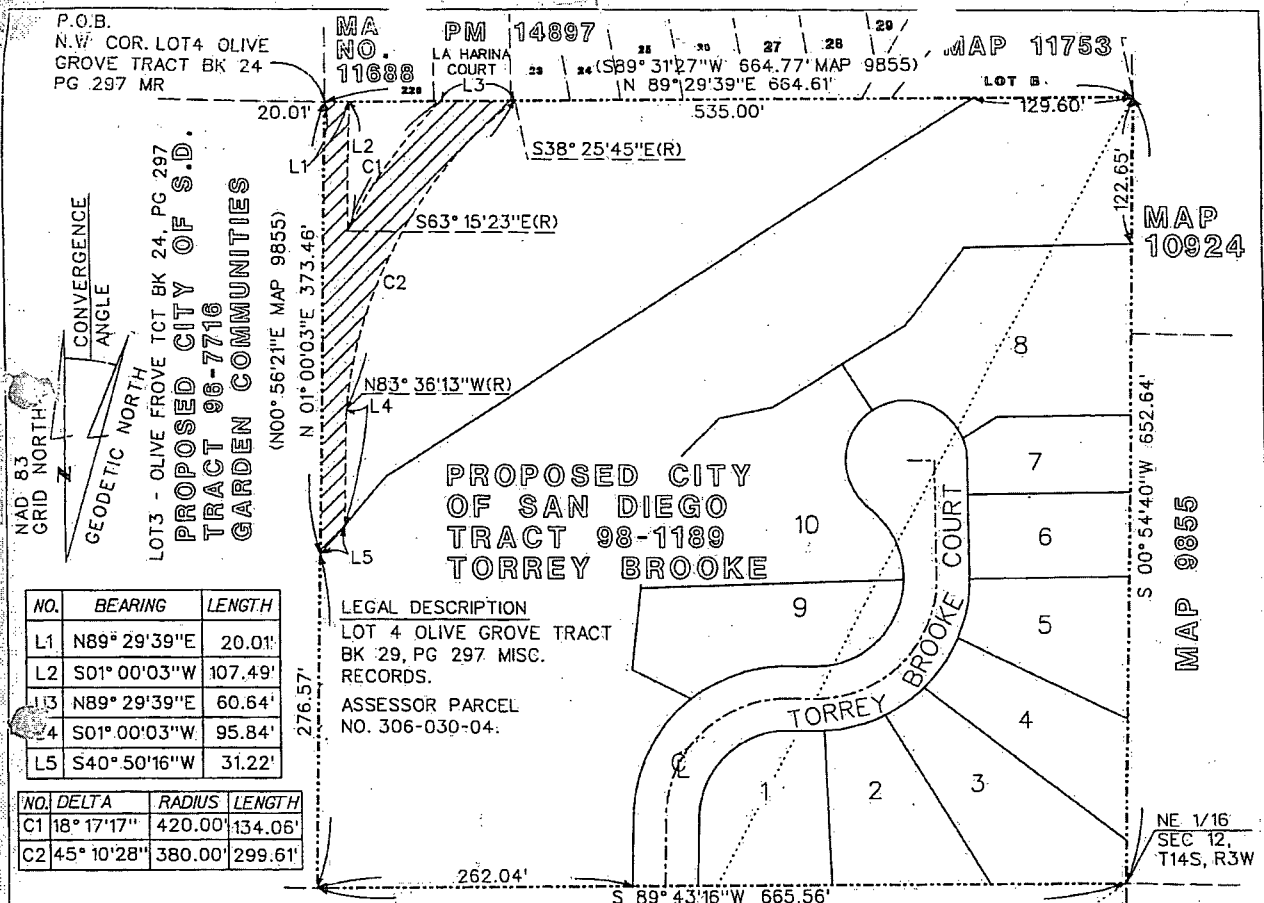 P.O.B.
N.W COR. LOT4 OLIVE
GROVE TRACT BK 24
PG 297 MR
MA
NO.
11688
228
PM 14897
LA HARINA
COURT
L3
23
24
25
26
27
28
29
(S89°31'27"W 664.77' MAP 9855)
N 89°29'39"E 664.61'
MAP 11753
LOT B.
20.01'
535.00'
129.60'
L1
L2
C1
S38° 25'45"E(R)
S63° 15'23"E(R)
C2
122.65'
MAP
10924
CONVERGENCE
ANGLE
NAD 83
GRID NORTH
Z
GEODETIC NORTH
LOT3 - OLIVE FROVE TCT BK 24, PG 297
PROPOSED CITY OF S.D.
TRACT 96-7716
GARDEN COMMUNITIES
(N00°56'21"E MAP 9855)
N 01°00'03"E 373.46'
N83° 36'13"W(R)
L4
L5
8
7
6
5
4
3
2
1
10
9
PROPOSED CITY
OF SAN DIEGO
TRACT 98-1189
TORREY BROOKE
TORREY BROOKE COURT
CL
S 00°54'40"W 652.64'
MAP 9855
LEGAL DESCRIPTION
LOT 4 OLIVE GROVE TRACT
BK 29, PG 297 MISC.
RECORDS.
ASSESSOR PARCEL
NO. 306-030-04.
276.57'
NO. BEARING LENGTH
L1 N89° 29'39"E 20.01'
L2 S01° 00'03"W 107.49'
L3 N89° 29'39"E 60.64'
L4 S01° 00'03"W 95.84'
L5 S40° 50'16"W 31.22'
NO. DELTA RADIUS LENGTH
C1 18° 17'17" 420.00' 134.06'
C2 45° 10'28" 380.00' 299.61'
262.04'
S 89°43'16"W 665.56'
NE 1/16
SEC 12,
T14S, R3W